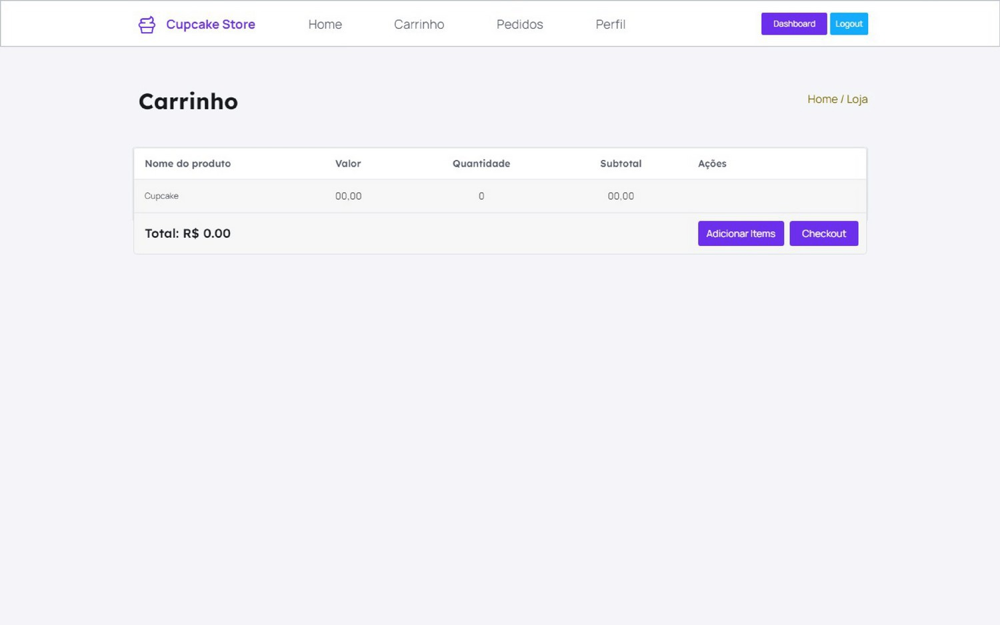 Cupcake Store Home Carrinho Pedidos Perfil Dashboard Logout
Carrinho Home / Loja
Nome do produto Valor Quantidade Subtotal Ações
Cupcake 00,00 0 00,00
Total: R$ 0.00 Adicionar Items Checkout